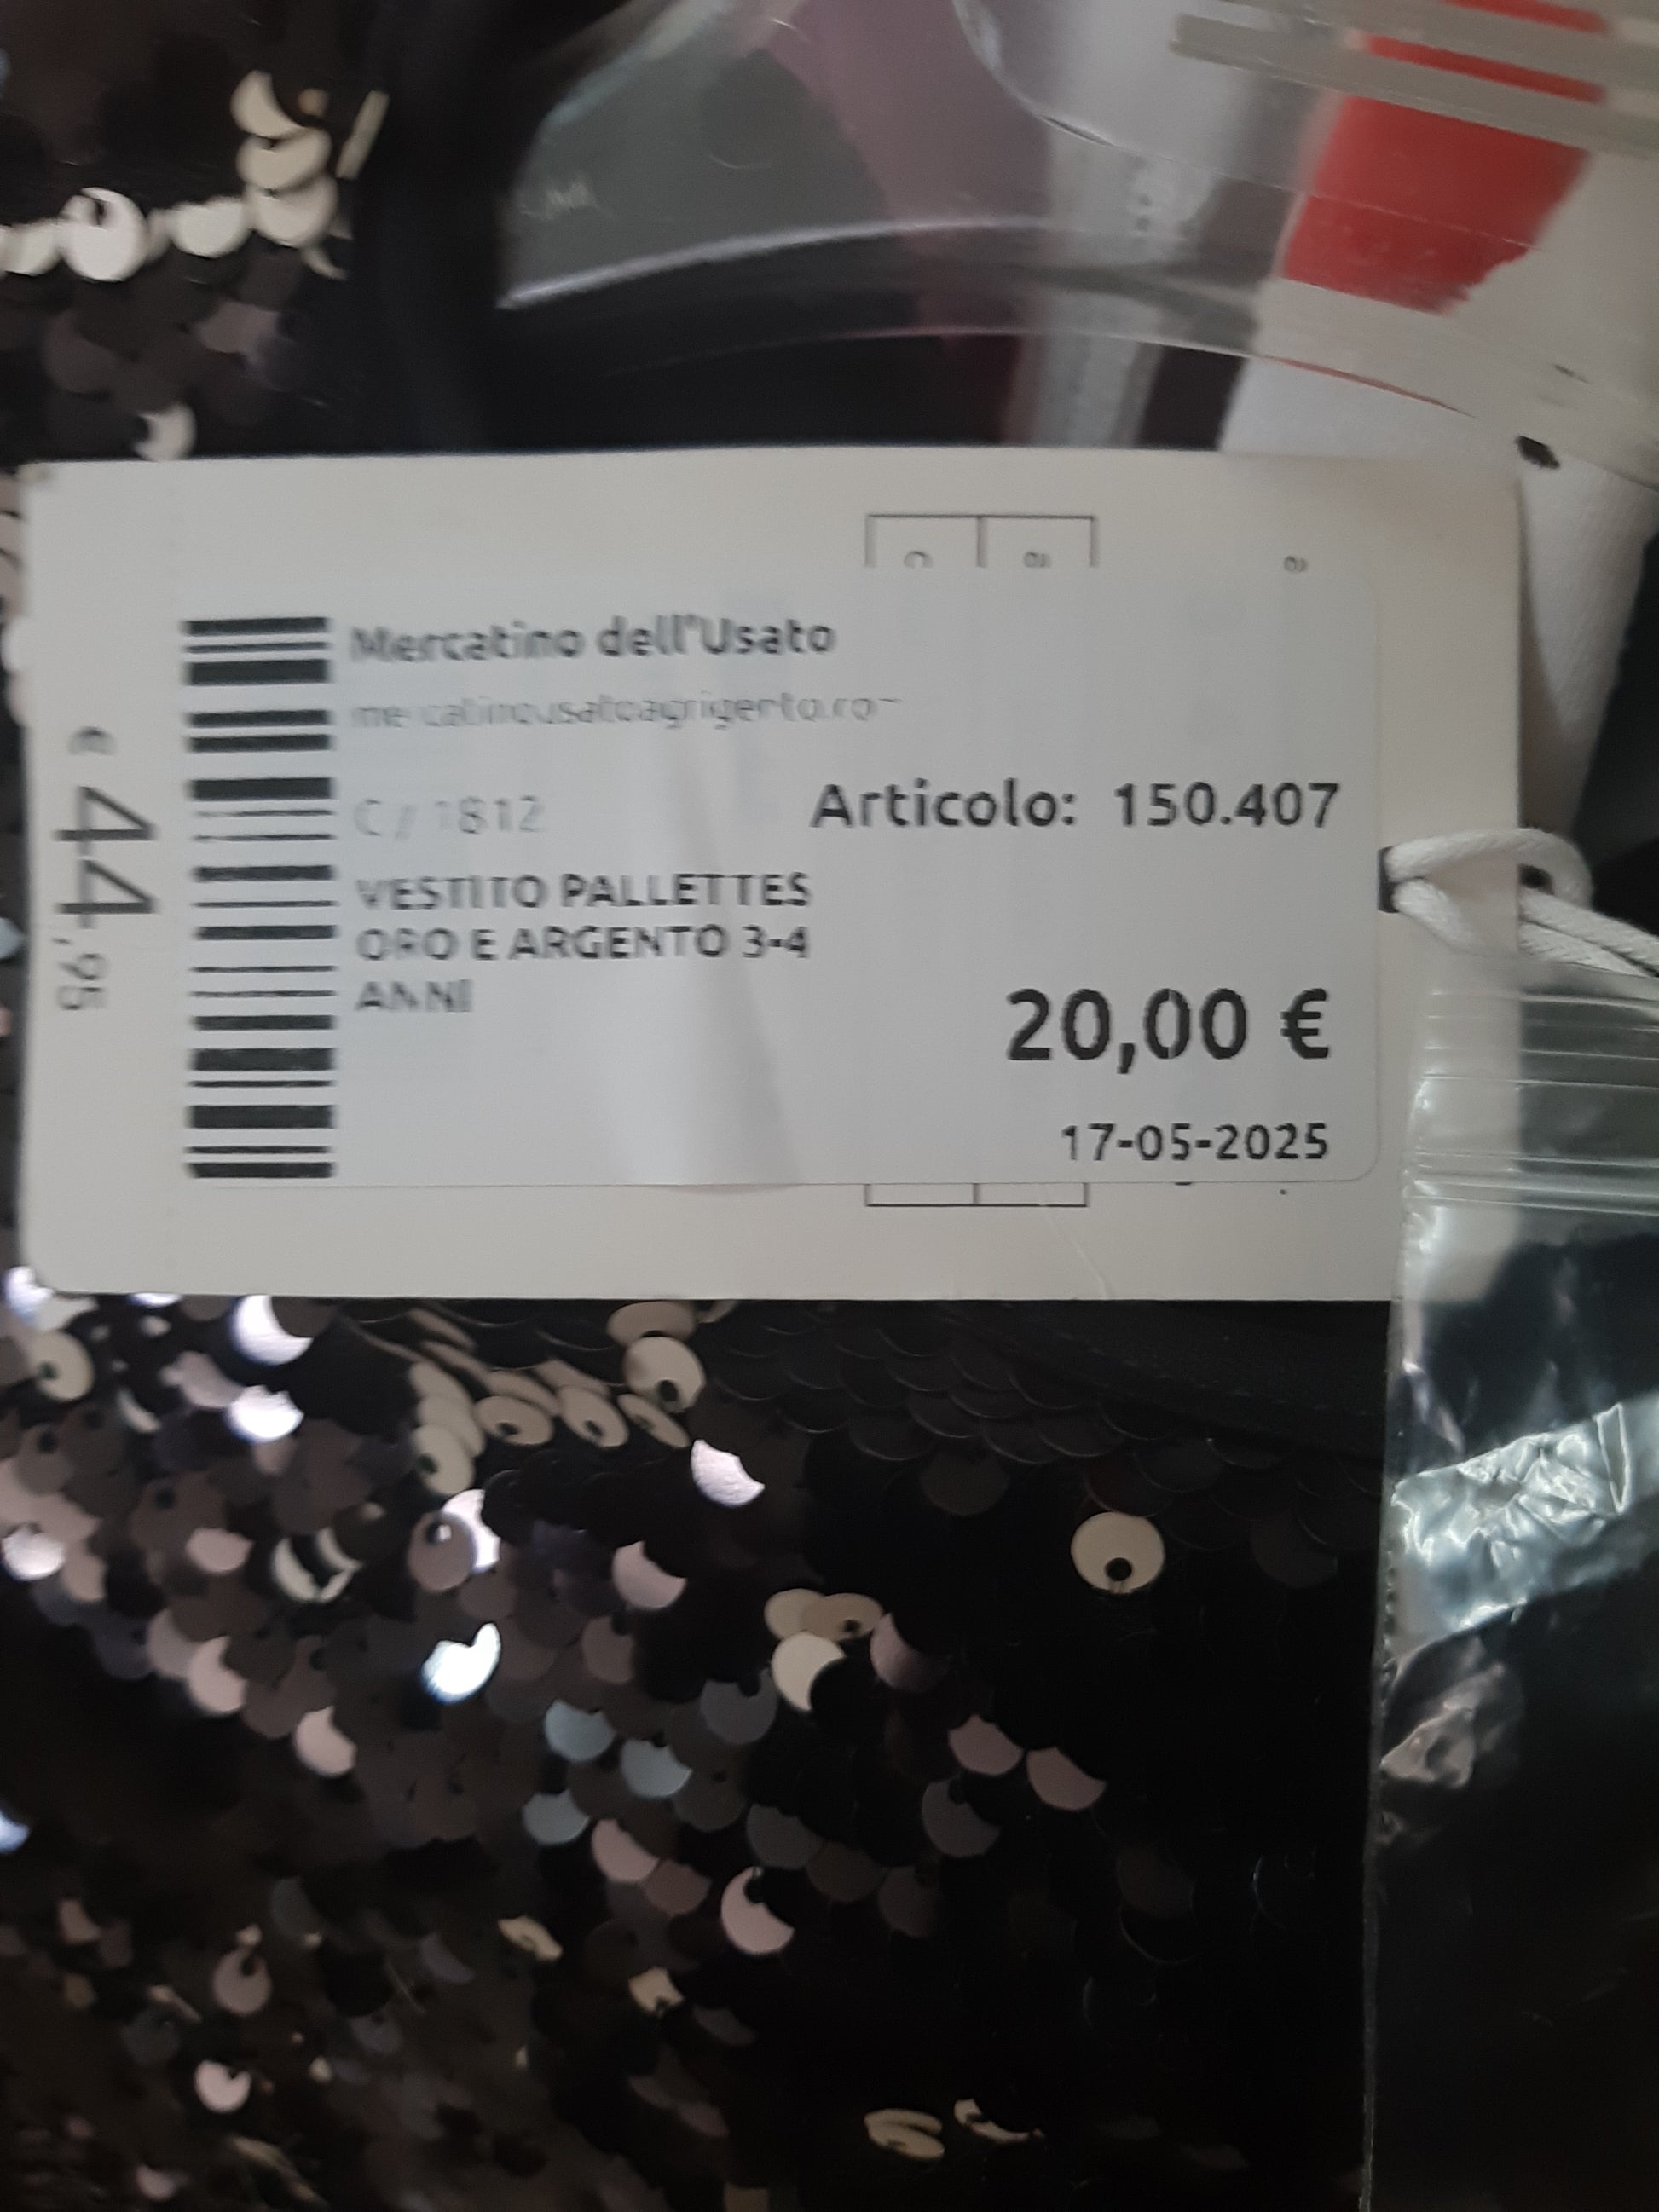 Mercatino dell'Usato
C / 1812
Articolo: 150.407
VESTITO PALLETTES
ORO E ARGENTO 3-4
ANNI
20,00 €
17-05-2025
€ 44,95